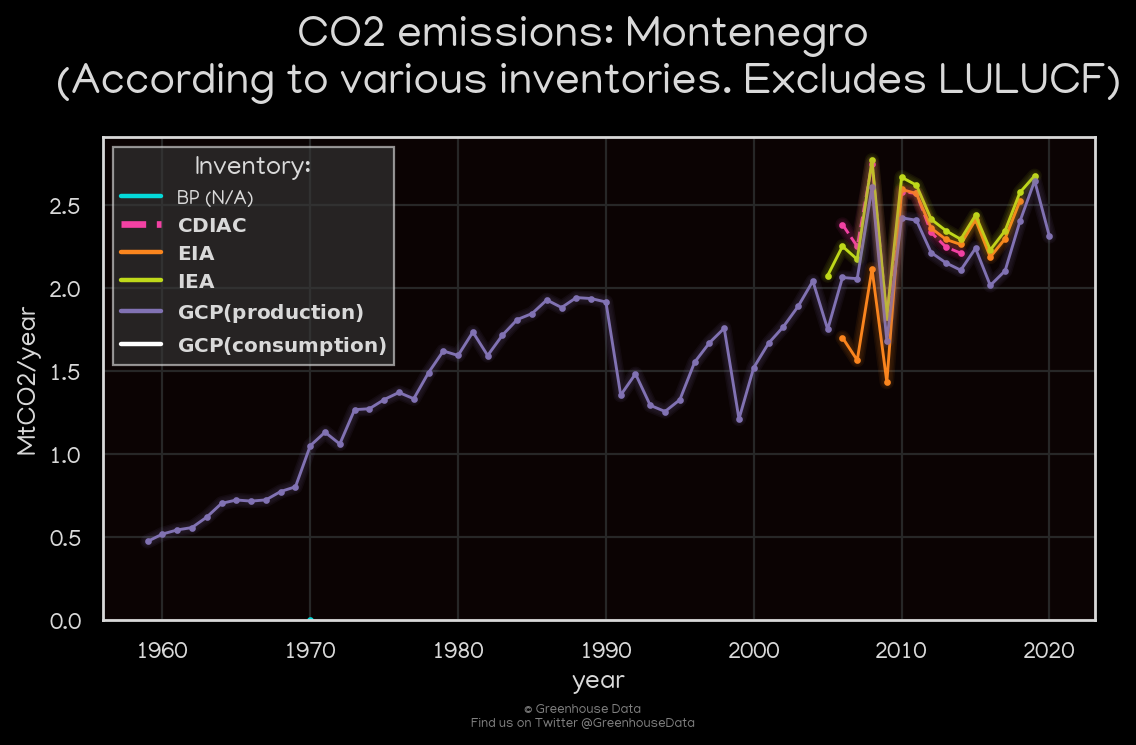 CO2 emissions: Montenegro
(According to various inventories. Excludes LULUCF)
Inventory:
BP (N/A)
CDIAC
EIA
IEA
GCP(production)
GCP(consumption)
MtCO2/year
2.5
2.0
1.5
1.0
0.5
0.0
1960 1970 1980 1990 2000 2010 2020
year
© Greenhouse Data
Find us on Twitter @GreenhouseData